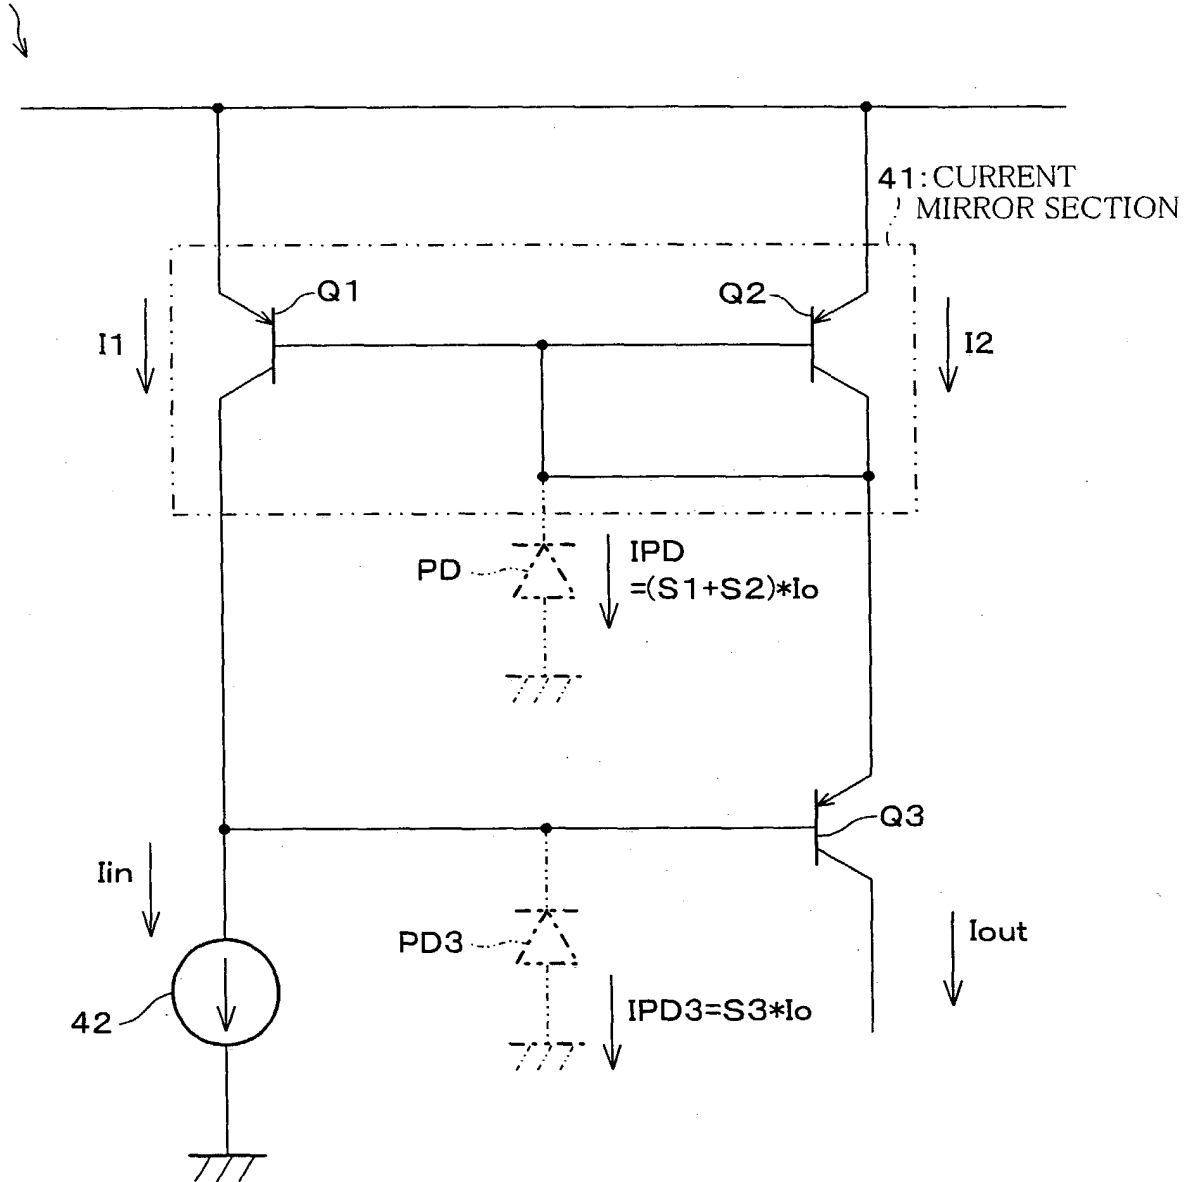 41:CURRENT
MIRROR SECTION
Q1
Q2
I1
I2
PD
IPD
=(S1+S2)*Io
Q3
Iin
PD3
Iout
42
IPD3=S3*Io